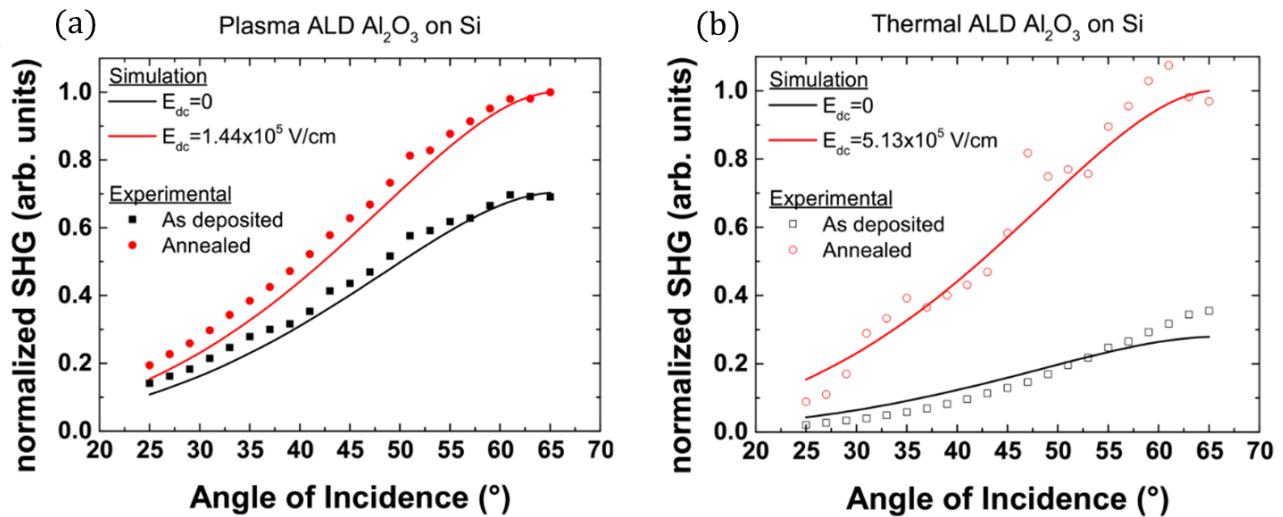 (a)
Plasma ALD Al₂O₃ on Si
normalized SHG (arb. units)
1.0
0.8
0.6
0.4
0.2
0.0
Simulation
E_dc=0
E_dc=1.44x10⁵ V/cm
Experimental
As deposited
Annealed
20 25 30 35 40 45 50 55 60 65 70
Angle of Incidence (°)
(b)
Thermal ALD Al₂O₃ on Si
normalized SHG (arb. units)
1.0
0.8
0.6
0.4
0.2
0.0
Simulation
E_dc=0
E_dc=5.13x10⁵ V/cm
Experimental
As deposited
Annealed
20 25 30 35 40 45 50 55 60 65 70
Angle of Incidence (°)